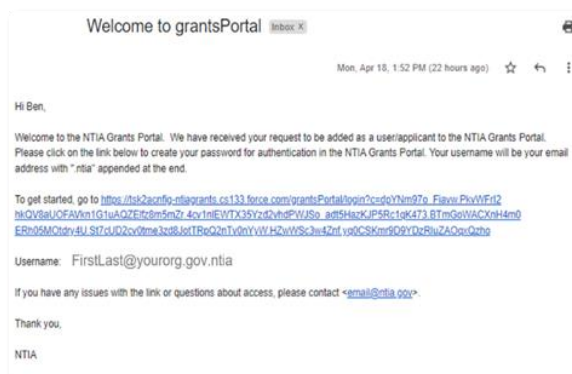 Welcome to grantsPortal Inbox x
Mon, Apr 18, 1:52 PM (22 hours ago)
Hi Ben,
Welcome to the NTIA Grants Portal. We have received your request to be added as a user/applicant to the NTIA Grants Portal.
Please click on the link below to create your password for authentication in the NTIA Grants Portal. Your username will be your email
address with ".ntia" appended at the end.
To get started, go to
Username: FirstLast@yourorg.gov.ntia
If you have any issues with the link or questions about access, please contact <email@ntia.gov>.
Thank you,
NTIA